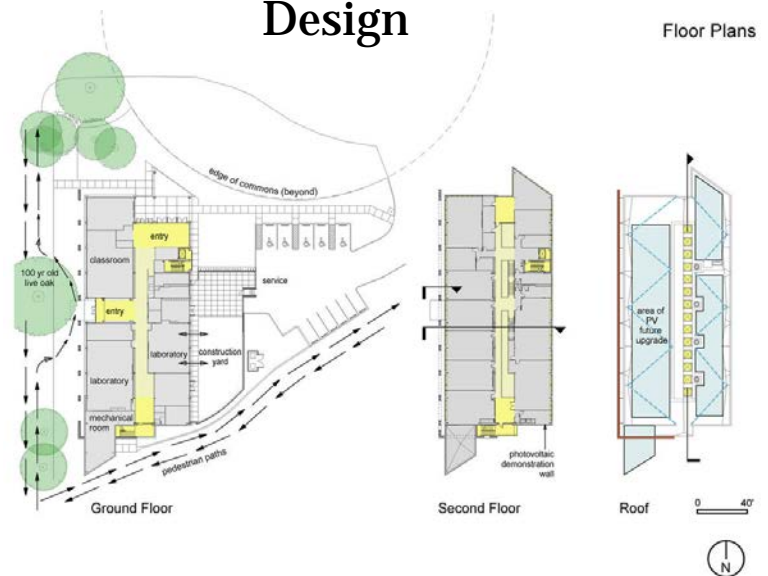 Design
Floor Plans
edge of commons (beyond)
entry
classroom
100 yr old
live oak
service
entry
laboratory
construction
yard
laboratory
mechanical
room
pedestrian paths
area of
PV
future
upgrade
photovoltaic
demonstration
wall
Ground Floor
Second Floor
Roof
0 40'
N